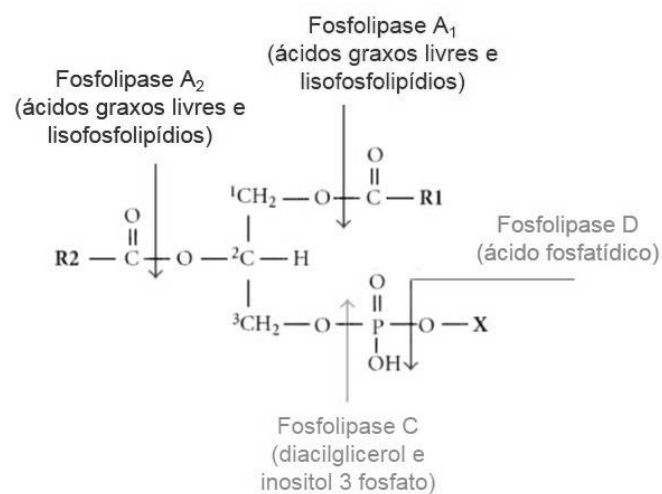 Fosfolipase A₁
(ácidos graxos livres e
lisofosfolipídios)
Fosfolipase A₂
(ácidos graxos livres e
lisofosfolipídios)
O
¹CH₂—O—C—R1
O
R2—C—O—²C—H
Fosfolipase D
(ácido fosfatídico)
O
³CH₂—O—P—O—X
OH
Fosfolipase C
(diacilglicerol e
inositol 3 fosfato)